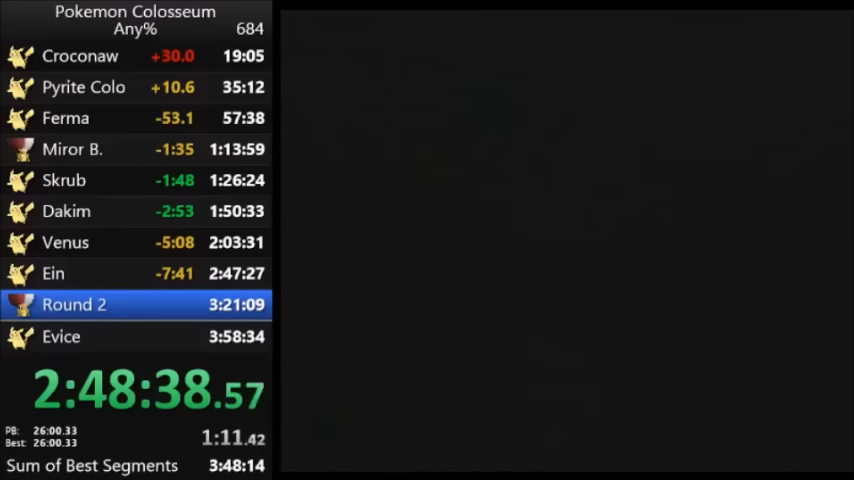 Pokemon Colosseum
Any% 684
Croconaw +30.0 19:05
Pyrite Colo +10.6 35:12
Ferma -53.1 57:38
Miror B. -1:35 1:13:59
Skrub -1:48 1:26:24
Dakim -2:53 1:50:33
Venus -5:08 2:03:31
Ein -7:41 2:47:27
Round 2 3:21:09
Evice 3:58:34
2:48:38.57
PB: 26:00.33
Best: 26:00.33
1:11.42
Sum of Best Segments 3:48:14